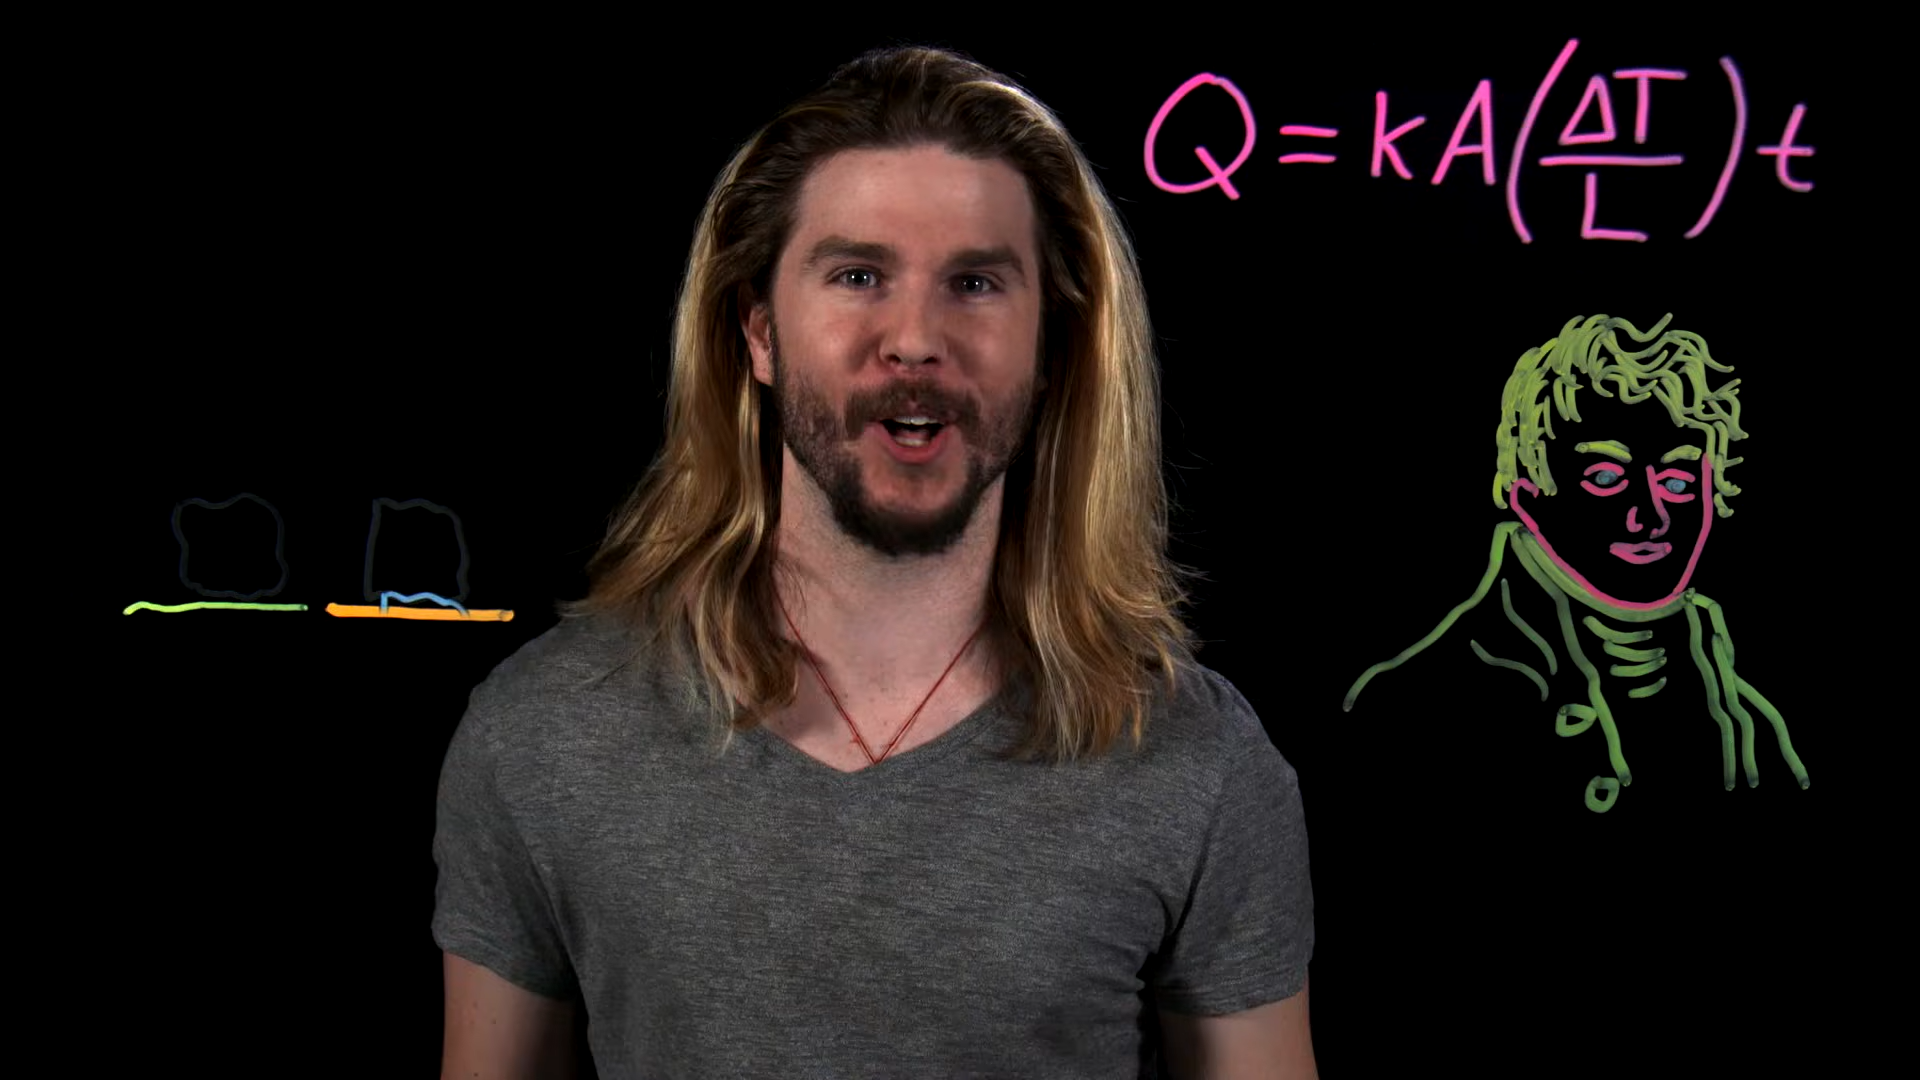 Q = kA(ΔT/L)t